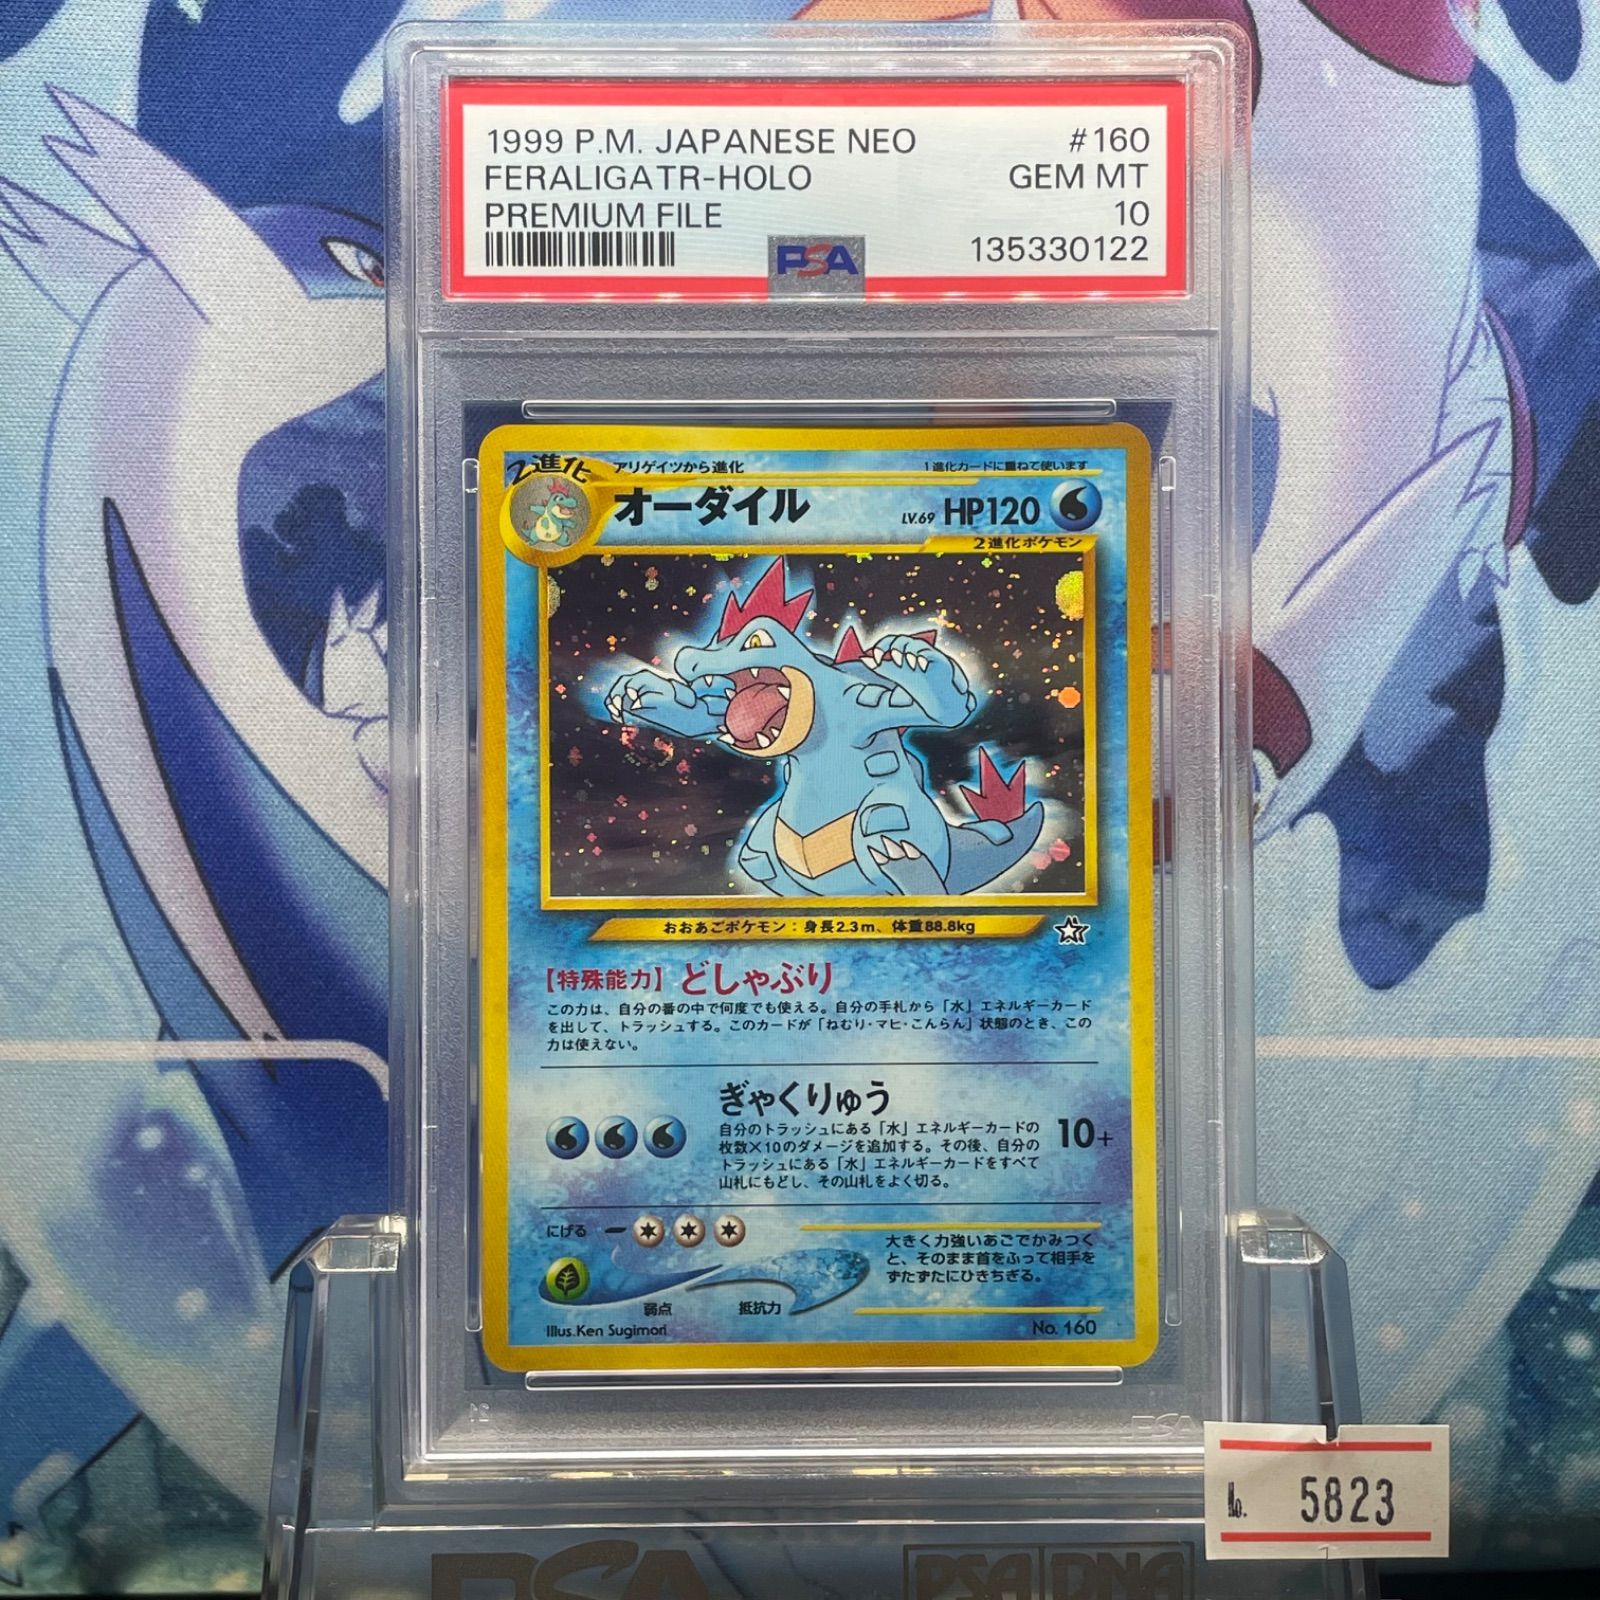 1999 P.M. JAPANESE NEO #160
FERALIGATR-HOLO GEM MT
PREMIUM FILE 10
PSA 135330122
2進化
アリゲイツから進化 1進化カードに重ねて使います
オーダイル LV.69 HP120
2進化ポケモン
おおあごポケモン：身長2.3m、体重88.8kg
【特殊能力】どしゃぶり
この力は、自分の番の中で何度でも使える。自分の手札から「水」エネルギーカード
を出して、トラッシュする。このカードが「ねむり・マヒ・こんらん」状態のとき、この
力は使えない。
ぎゃくりゅう
自分のトラッシュにある「水」エネルギーカードの
枚数×10のダメージを追加する。その後、自分の
トラッシュにある「水」エネルギーカードをすべて
山札にもどし、その山札をよく切る。
10+
にげる
大きく力強いあごでかみつく
と、そのまま首をふって相手を
ずたずたにひきちぎる。
弱点 抵抗力
Illus.Ken Sugimori No. 160
PSA
No. 5823
PSA PSA DNA